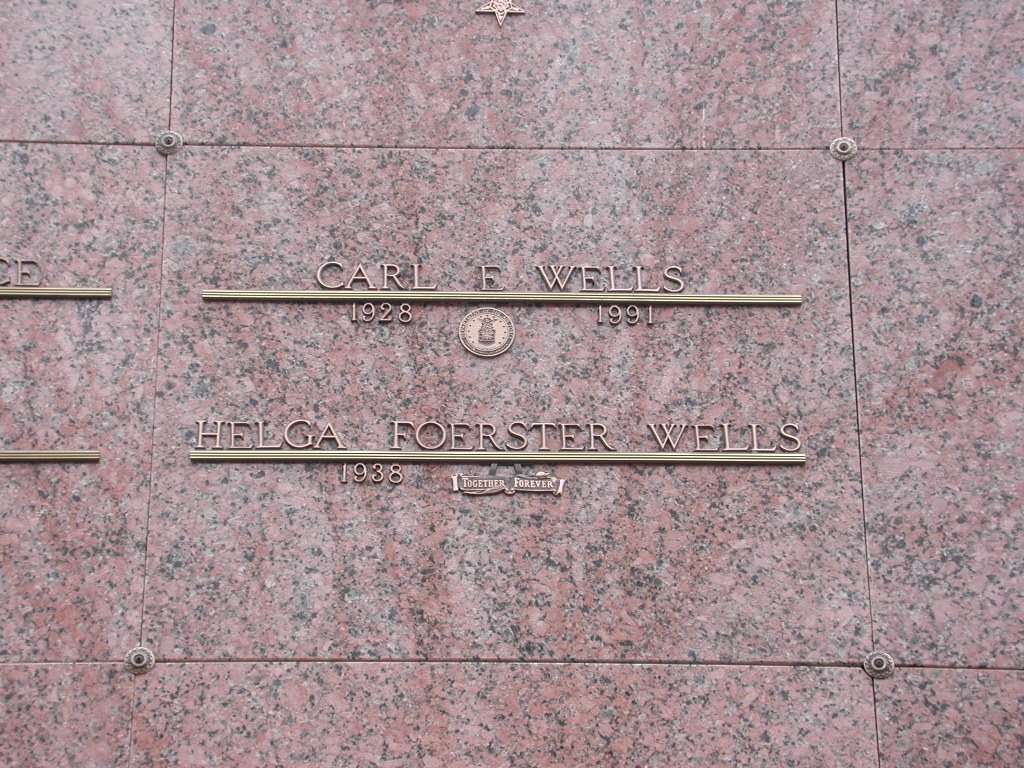 CE
CARL E WELLS
1928 1991
HELGA FOERSTER WELLS
1938
TOGETHER FOREVER